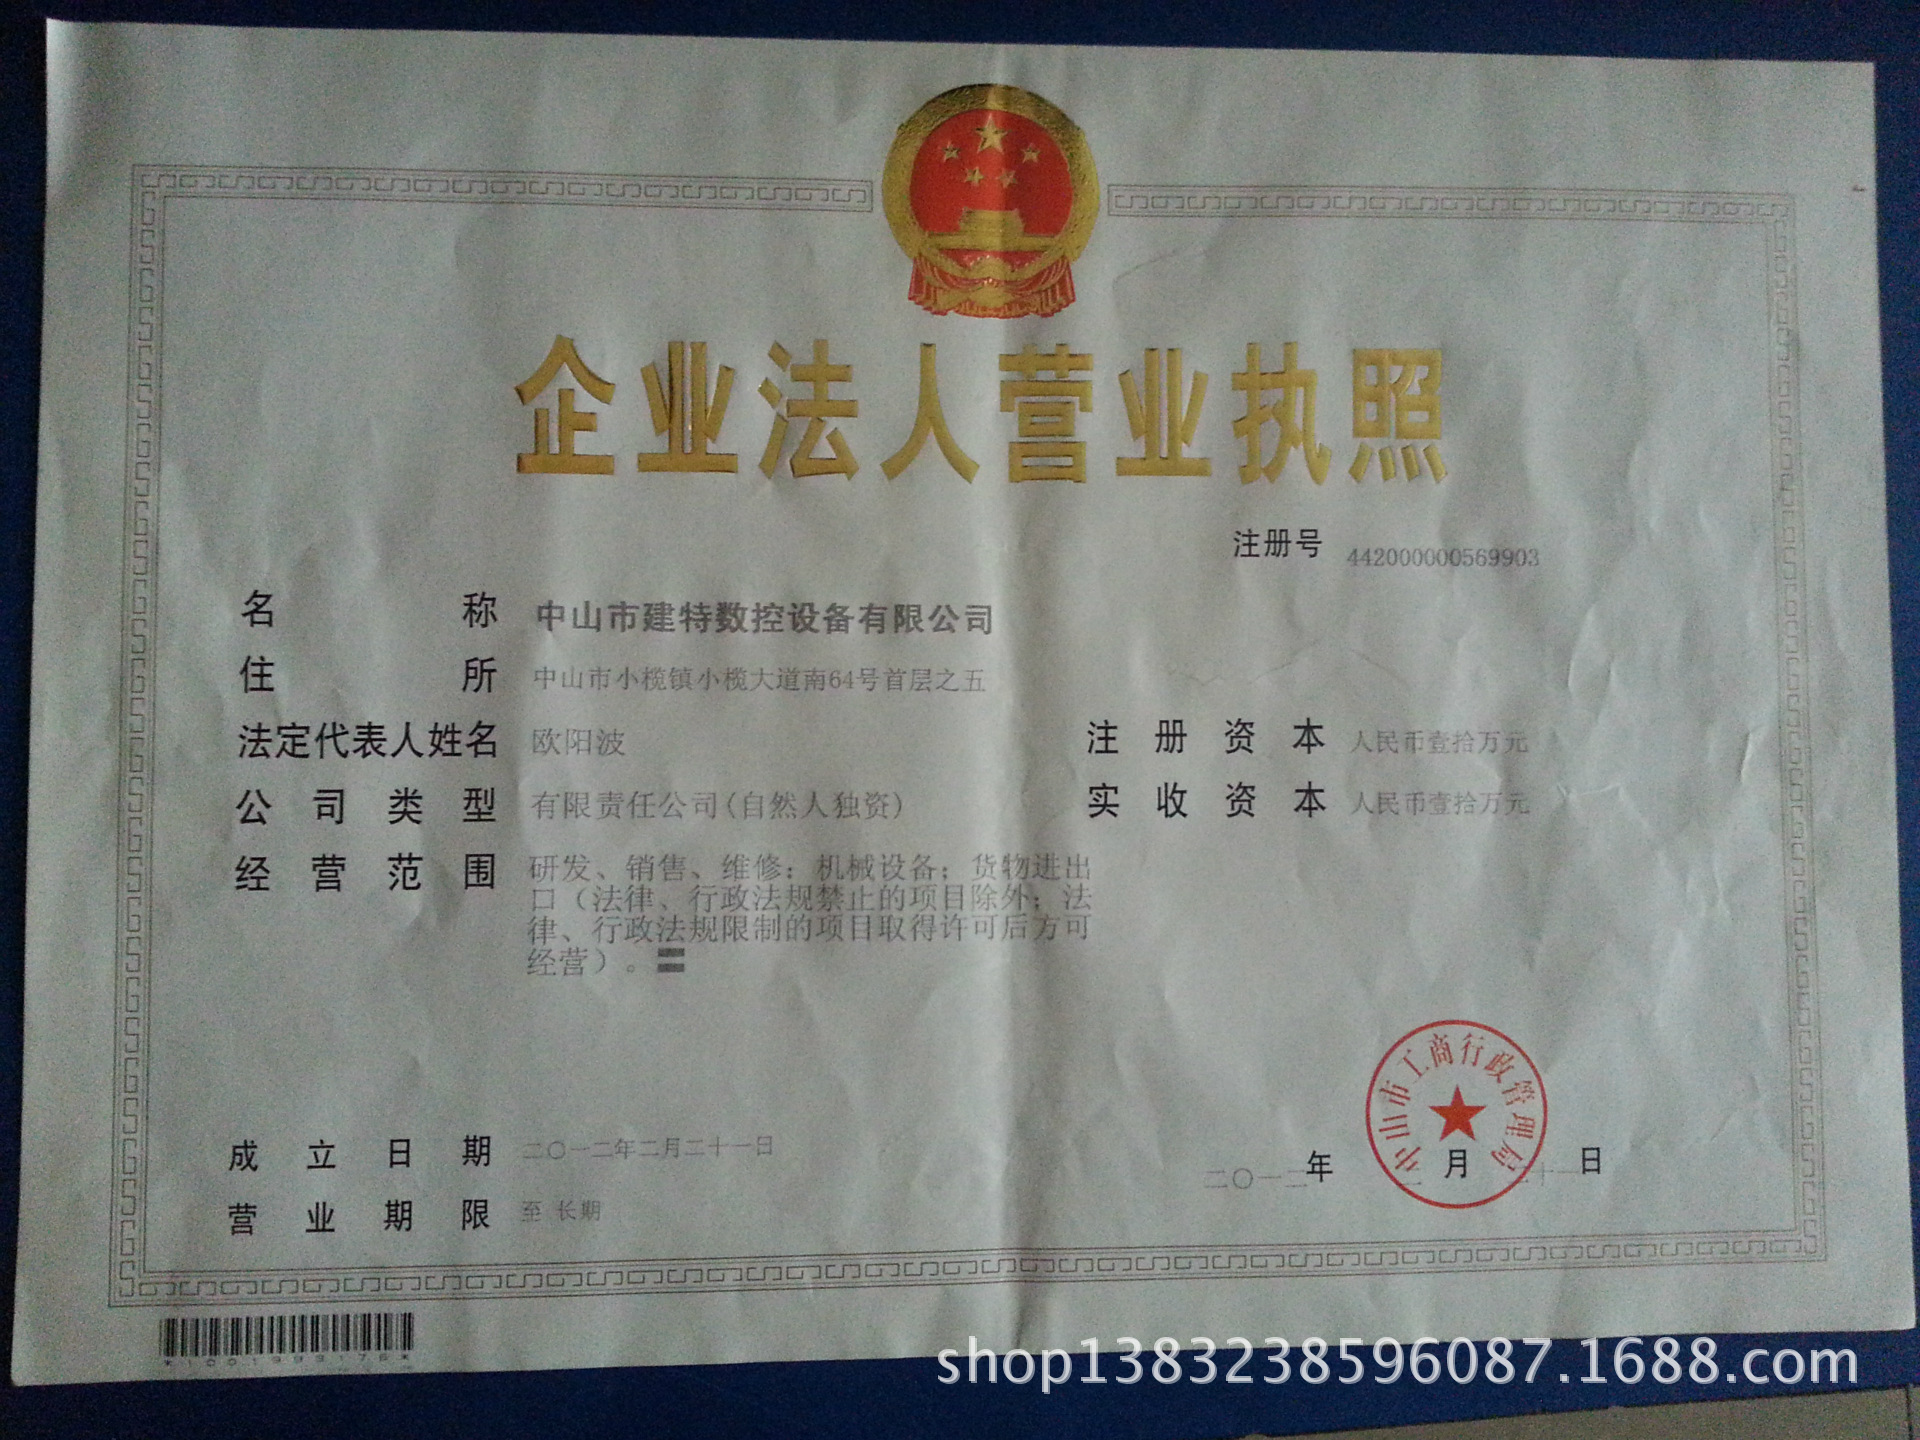 企业法人营业执照
注册号 442000000569903
名称 中山市建特数控设备有限公司
住所 中山市小榄镇小榄大道南64号首层之五
法定代表人姓名 欧阳波
注册资本 人民币壹拾万元
公司类型 有限责任公司(自然人独资)
实收资本 人民币壹拾万元
经营范围 研发、销售、维修：机械设备；货物进出
口（法律、行政法规禁止的项目除外；法
律、行政法规限制的项目取得许可后方可
经营）。
中山市工商行政管理局
成立日期 二〇一二年二月二十一日
二〇一二年 月 日
营业期限 至 长期
shop1383238596087.1688.com